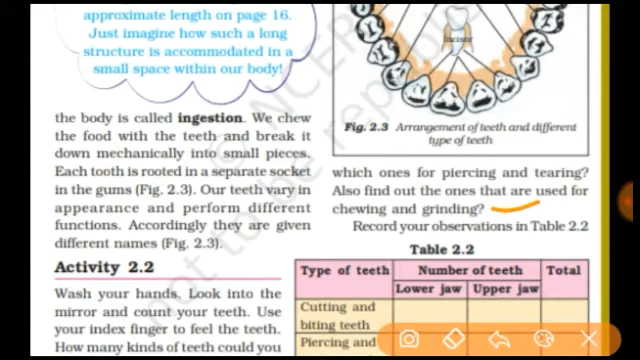 approximate length on page 16.
Just imagine how such a long
structure is accommodated in a
small space within our body!
the body is called ingestion. We chew
the food with the teeth and break it
down mechanically into small pieces.
Each tooth is rooted in a separate socket
in the gums (Fig. 2.3). Our teeth vary in
appearance and perform different
functions. Accordingly they are given
different names (Fig. 2.3).
Activity 2.2
Wash your hands. Look into the
mirror and count your teeth. Use
your index finger to feel the teeth.
How many kinds of teeth could you
Incisor
Fig. 2.3 Arrangement of teeth and different
type of teeth
which ones for piercing and tearing?
Also find out the ones that are used for
chewing and grinding?
Record your observations in Table 2.2
Table 2.2
Type of teeth Number of teeth Total
Lower jaw Upper jaw
Cutting and
biting teeth
Piercing and